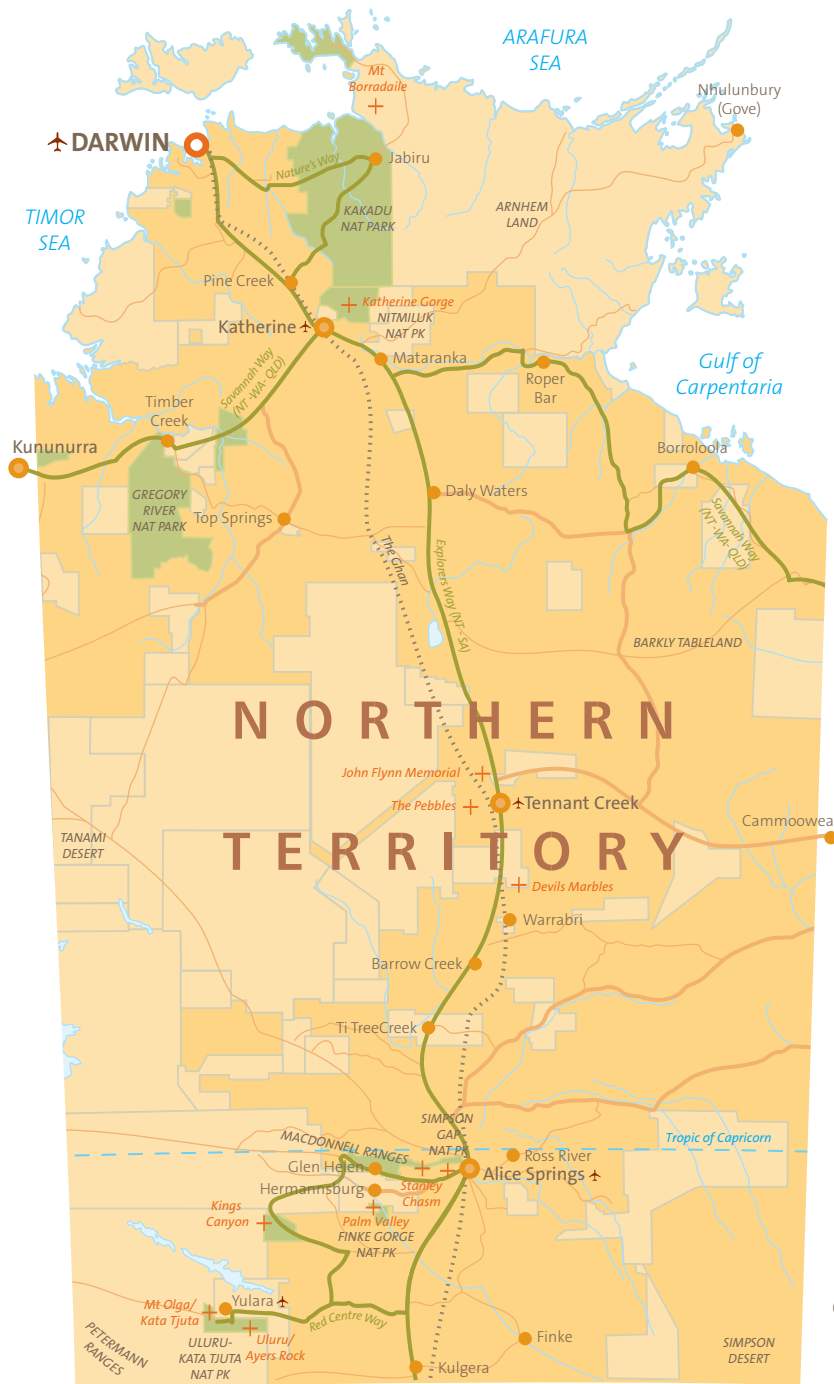 ARAFURA
SEA
Mt
Borradaile
Nhulunbury
(Gove)
DARWIN
Nature's Way
Jabiru
KAKADU
NAT PARK
ARNHEM
LAND
TIMOR
SEA
Pine Creek
Katherine Gorge
NITMILUK
NAT PK
Katherine
Mataranka
Savannah Way
(NT -WA- QLD)
Roper
Bar
Gulf of
Carpentaria
Timber
Creek
Kununurra
Borroloola
GREGORY
RIVER
NAT PARK
Top Springs
Daly Waters
Savannah Way
(NT -WA- QLD)
The Ghan
Explorers Way (NT - SA)
BARKLY TABLELAND
NORTHERN
John Flynn Memorial
The Pebbles
Tennant Creek
Cammoowea
TANAMI
DESERT
TERRITORY
Devils Marbles
Warrabri
Barrow Creek
Ti TreeCreek
SIMPSON
GAP
NAT PK
MACDONNELL RANGES
Tropic of Capricorn
Ross River
Glen Helen
Alice Springs
Hermannsburg
Stanley
Chasm
Kings
Canyon
Palm Valley
FINKE GORGE
NAT PK
Mt Olga/
Kata Tjuta
Yulara
Red Centre Way
PETERMANN
RANGES
ULURU-
KATA TJUTA
NAT PK
Uluru/
Ayers Rock
Finke
SIMPSON
DESERT
Kulgera